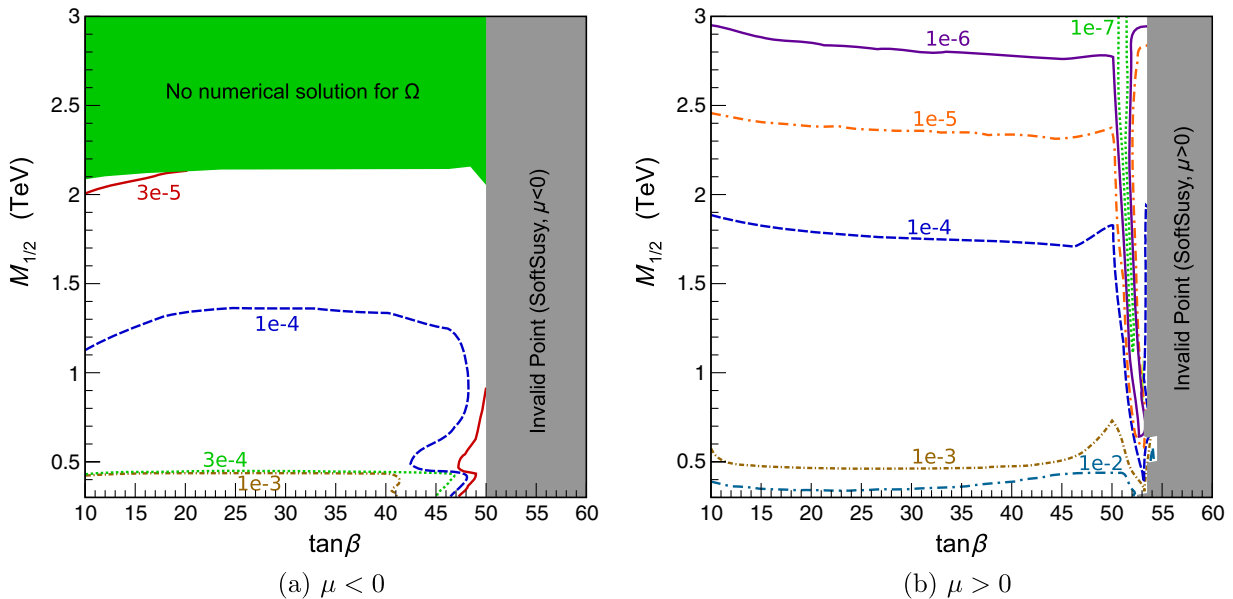 3
2.5
2
1.5
1
0.5
M1/2 (TeV)
No numerical solution for Ω
3e-5
1e-4
3e-4
1e-3
Invalid Point (SoftSusy, μ<0)
10 15 20 25 30 35 40 45 50 55 60
tanβ
(a) μ < 0
3
2.5
2
1.5
1
0.5
M1/2 (TeV)
1e-7
1e-6
1e-5
1e-4
1e-3
1e-2
Invalid Point (SoftSusy, μ>0)
10 15 20 25 30 35 40 45 50 55 60
tanβ
(b) μ > 0